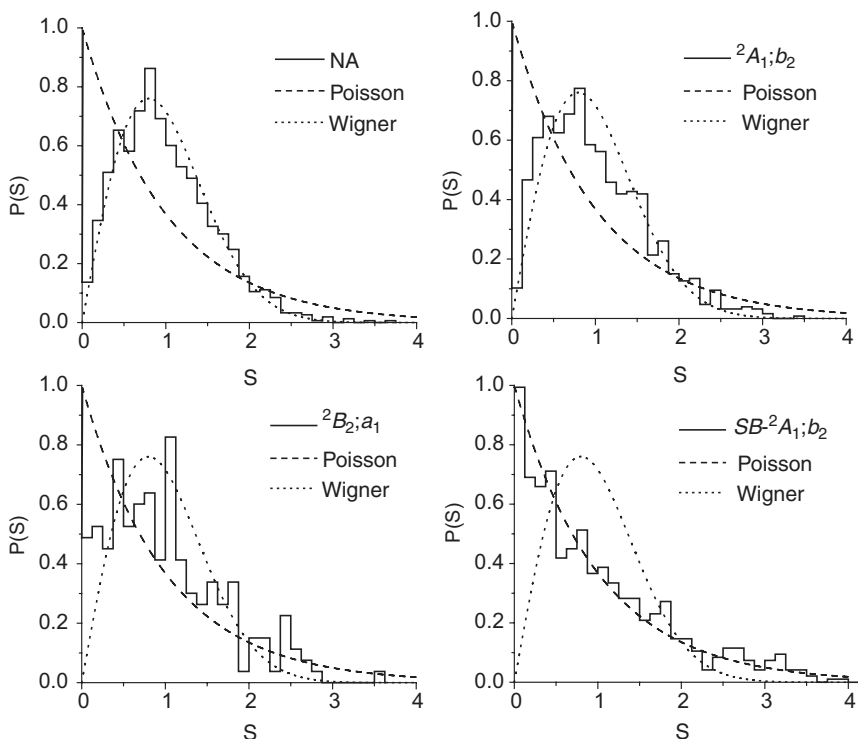 1.0
0.8
0.6
0.4
0.2
0.0
P(S)
0
1
2
3
4
S
NA
Poisson
Wigner
1.0
0.8
0.6
0.4
0.2
0.0
P(S)
0
1
2
3
4
S
²A₁;b₂
Poisson
Wigner
1.0
0.8
0.6
0.4
0.2
0.0
P(S)
0
1
2
3
4
S
²B₂;a₁
Poisson
Wigner
1.0
0.8
0.6
0.4
0.2
0.0
P(S)
0
1
2
3
4
S
SB-²A₁;b₂
Poisson
Wigner